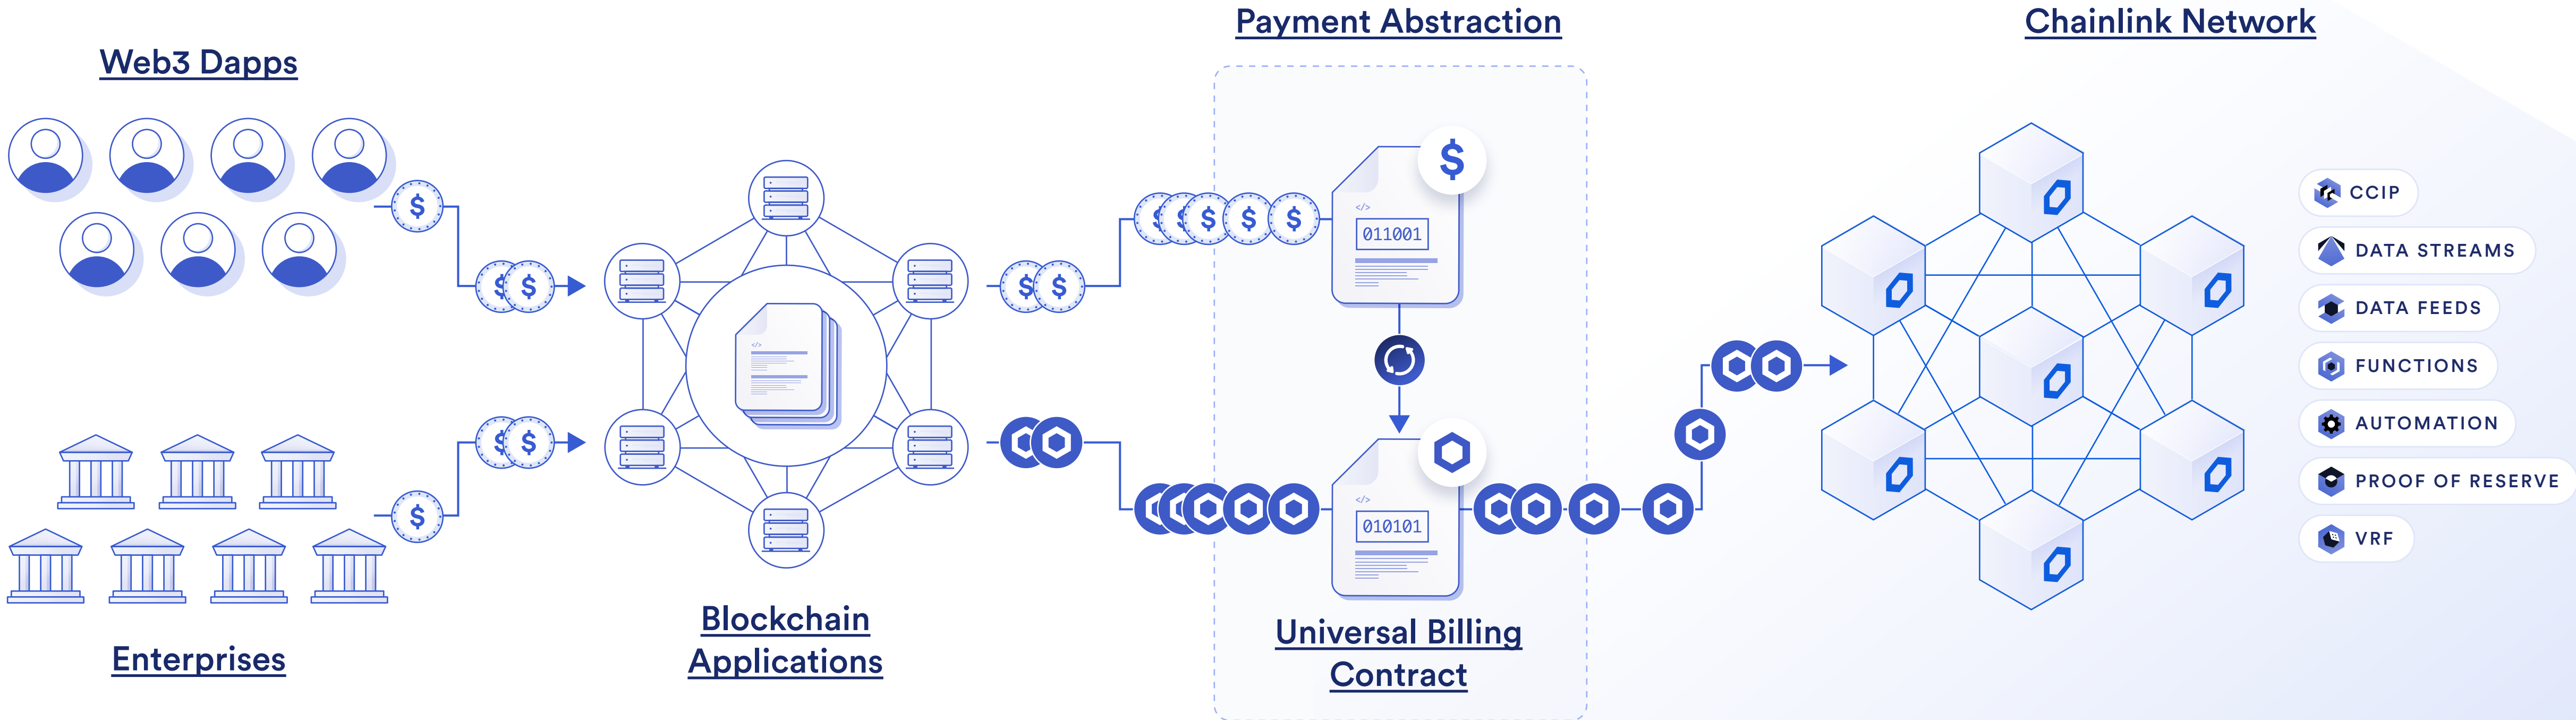 Web3 Dapps
Enterprises
Blockchain
Applications
Payment Abstraction
$
</>
011001
</>
010101
Universal Billing
Contract
Chainlink Network
CCIP
DATA STREAMS
DATA FEEDS
FUNCTIONS
AUTOMATION
PROOF OF RESERVE
VRF